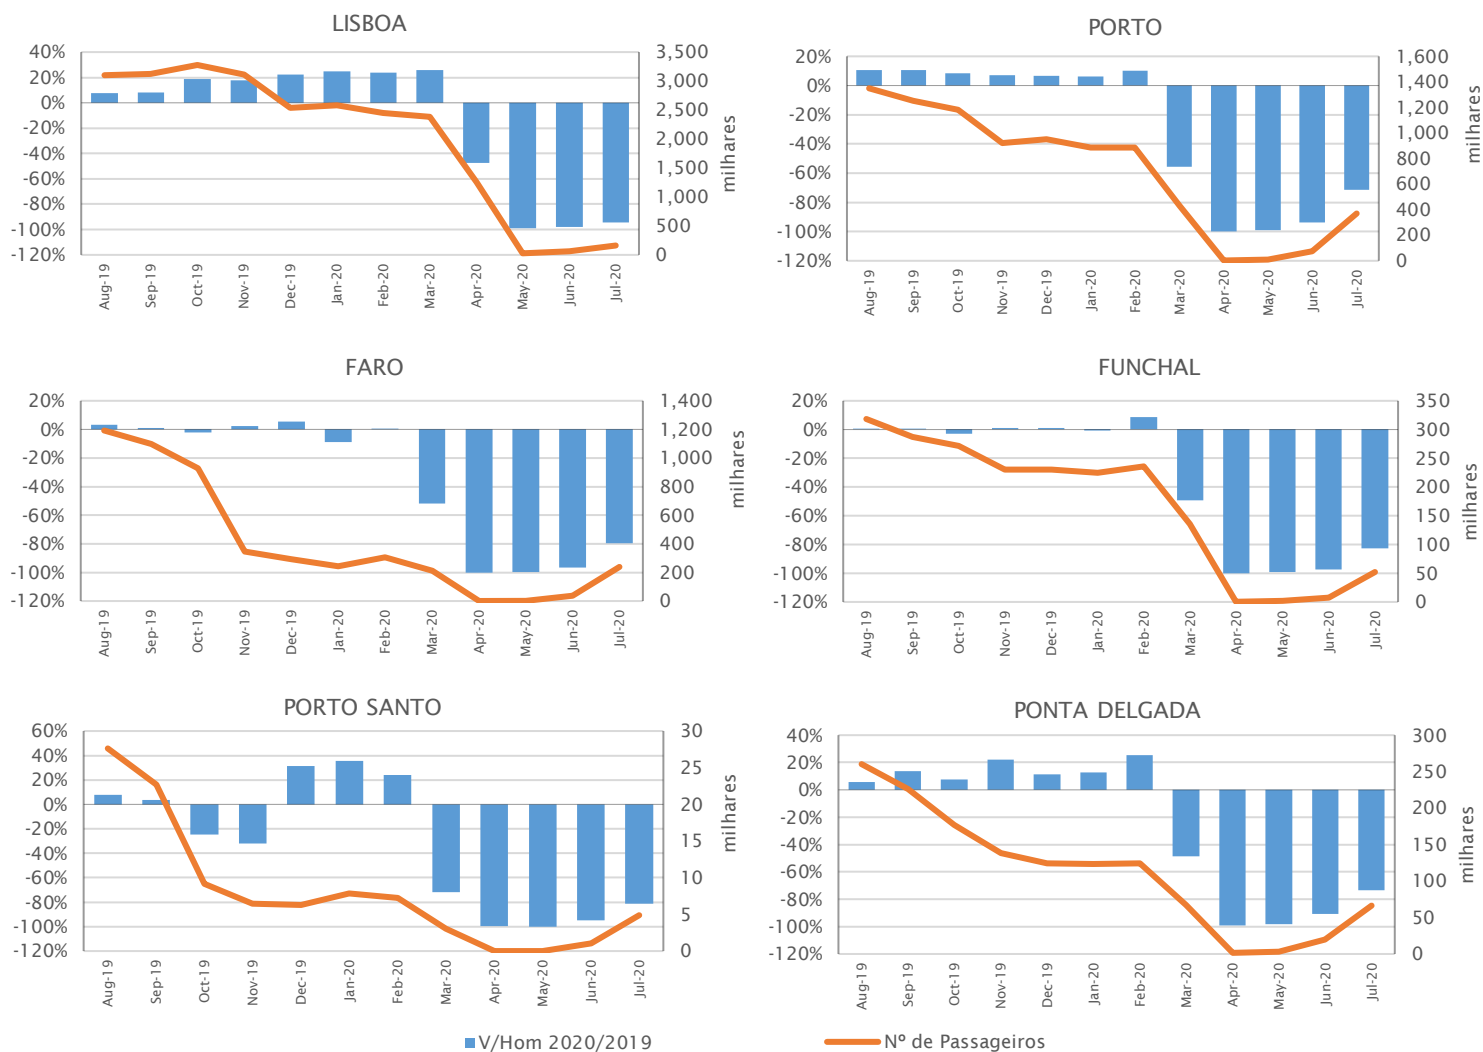 LISBOA
40%
20%
0%
-20%
-40%
-60%
-80%
-100%
-120%
3,500
3,000
2,500
2,000
1,500
1,000
500
0
milhares
Aug-19
Sep-19
Oct-19
Nov-19
Dec-19
Jan-20
Feb-20
Mar-20
Apr-20
May-20
Jun-20
Jul-20
PORTO
20%
0%
-20%
-40%
-60%
-80%
-100%
-120%
1,600
1,400
1,200
1,000
800
600
400
200
0
milhares
Aug-19
Sep-19
Oct-19
Nov-19
Dec-19
Jan-20
Feb-20
Mar-20
Apr-20
May-20
Jun-20
Jul-20
FARO
20%
0%
-20%
-40%
-60%
-80%
-100%
-120%
1,400
1,200
1,000
800
600
400
200
0
milhares
Aug-19
Sep-19
Oct-19
Nov-19
Dec-19
Jan-20
Feb-20
Mar-20
Apr-20
May-20
Jun-20
Jul-20
FUNCHAL
20%
0%
-20%
-40%
-60%
-80%
-100%
-120%
350
300
250
200
150
100
50
0
milhares
Aug-19
Sep-19
Oct-19
Nov-19
Dec-19
Jan-20
Feb-20
Mar-20
Apr-20
May-20
Jun-20
Jul-20
PORTO SANTO
60%
40%
20%
0%
-20%
-40%
-60%
-80%
-100%
-120%
30
25
20
15
10
5
0
milhares
Aug-19
Sep-19
Oct-19
Nov-19
Dec-19
Jan-20
Feb-20
Mar-20
Apr-20
May-20
Jun-20
Jul-20
PONTA DELGADA
40%
20%
0%
-20%
-40%
-60%
-80%
-100%
-120%
300
250
200
150
100
50
0
milhares
Aug-19
Sep-19
Oct-19
Nov-19
Dec-19
Jan-20
Feb-20
Mar-20
Apr-20
May-20
Jun-20
Jul-20
V/Hom 2020/2019
Nº de Passageiros